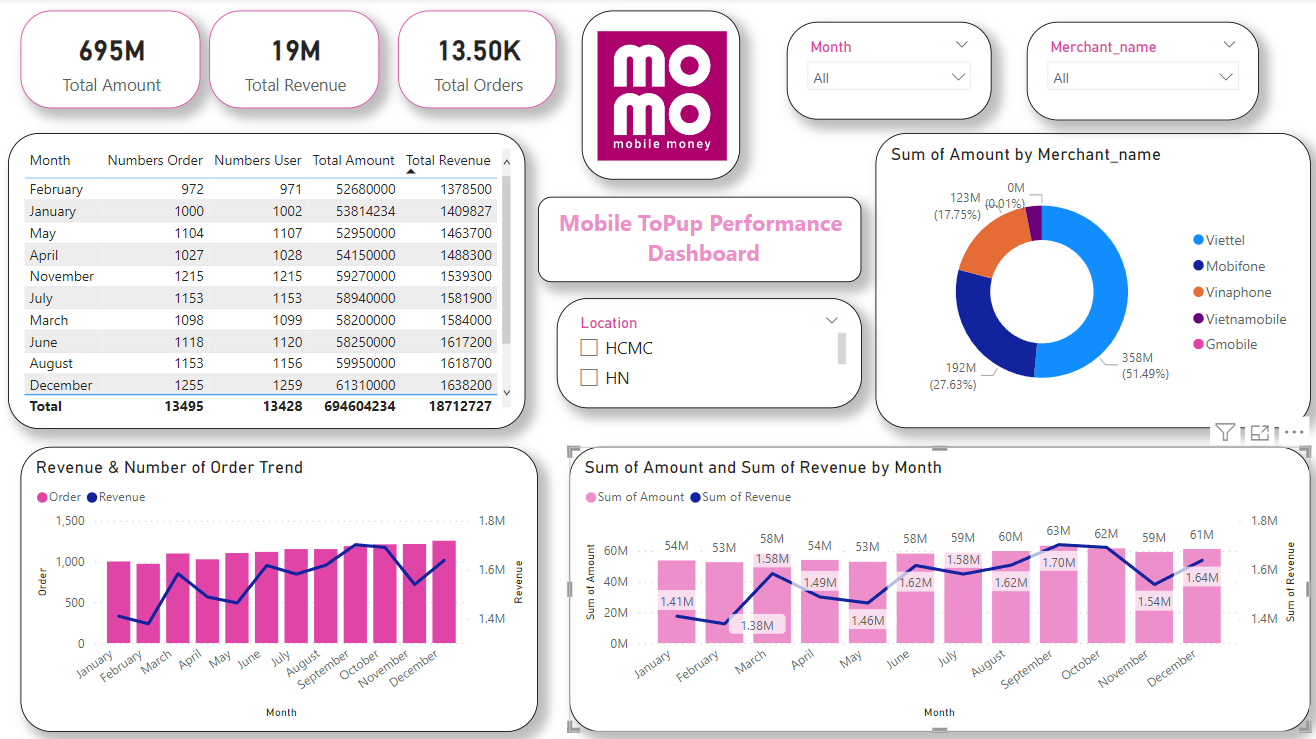 695M
Total Amount
19M
Total Revenue
13.50K
Total Orders
mo
mo
mobile money
Month
All
Merchant_name
All
Month Numbers Order Numbers User Total Amount Total Revenue
February 972 971 52680000 1378500
January 1000 1002 53814234 1409827
May 1104 1107 52950000 1463700
April 1027 1028 54150000 1488300
November 1215 1215 59270000 1539300
July 1153 1153 58940000 1581900
March 1098 1099 58200000 1584000
June 1118 1120 58250000 1617200
August 1153 1156 59950000 1618700
December 1255 1259 61310000 1638200
Total 13495 13428 694604234 18712727
Mobile ToPup Performance
Dashboard
Location
HCMC
HN
Sum of Amount by Merchant_name
0M
(0.01%)
123M
(17.75%)
192M
(27.63%)
358M
(51.49%)
Viettel
Mobifone
Vinaphone
Vietnamobile
Gmobile
Revenue & Number of Order Trend
Order Revenue
1,500
1,000
500
0
Order
1.8M
1.6M
1.4M
Revenue
January
February
March
April
May
June
July
August
September
October
November
December
Month
Sum of Amount and Sum of Revenue by Month
Sum of Amount Sum of Revenue
60M
40M
20M
0M
Sum of Amount
54M 53M 58M 54M 53M 58M 59M 60M 63M 62M 59M 61M
1.41M 1.38M 1.58M 1.49M 1.46M 1.62M 1.58M 1.62M 1.70M 1.54M 1.64M
1.8M
1.6M
1.4M
Sum of Revenue
January
February
March
April
May
June
July
August
September
October
November
December
Month